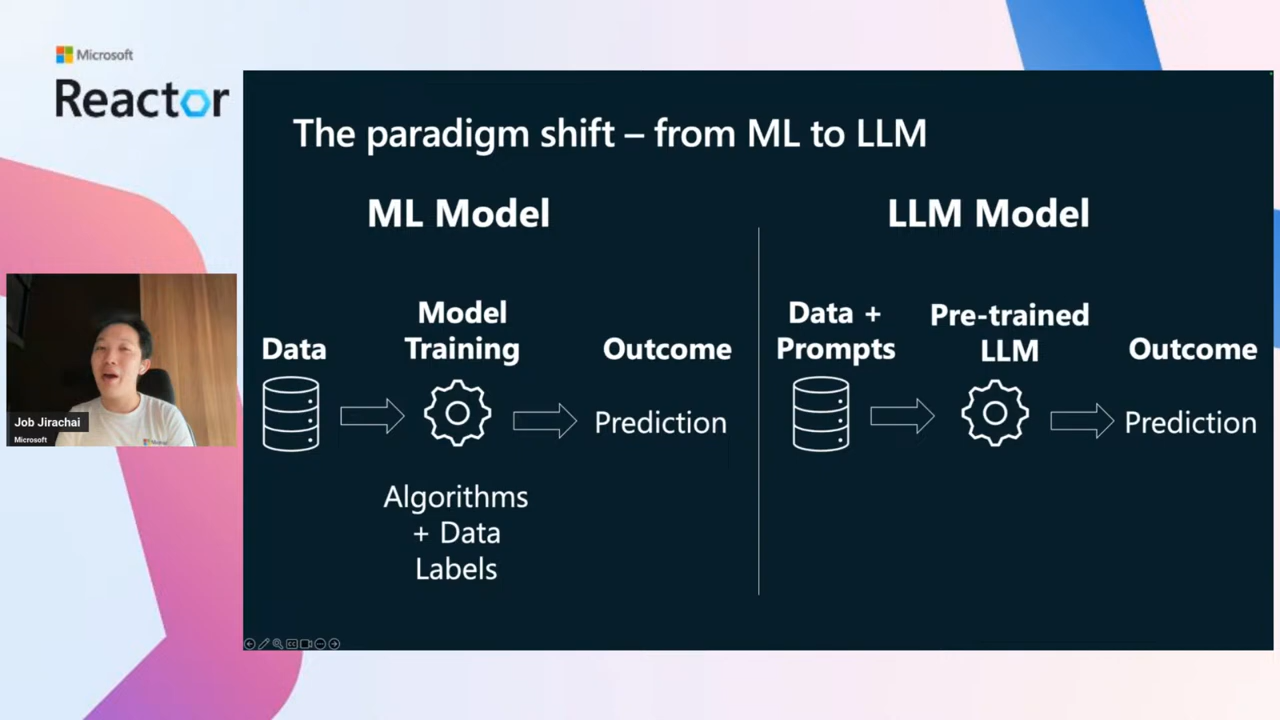 Microsoft
Reactor
The paradigm shift – from ML to LLM
ML Model
LLM Model
Data
Model
Training
Outcome
Prediction
Algorithms
+ Data
Labels
Data +
Prompts
Pre-trained
LLM
Outcome
Prediction
Job Jirachai
Microsoft